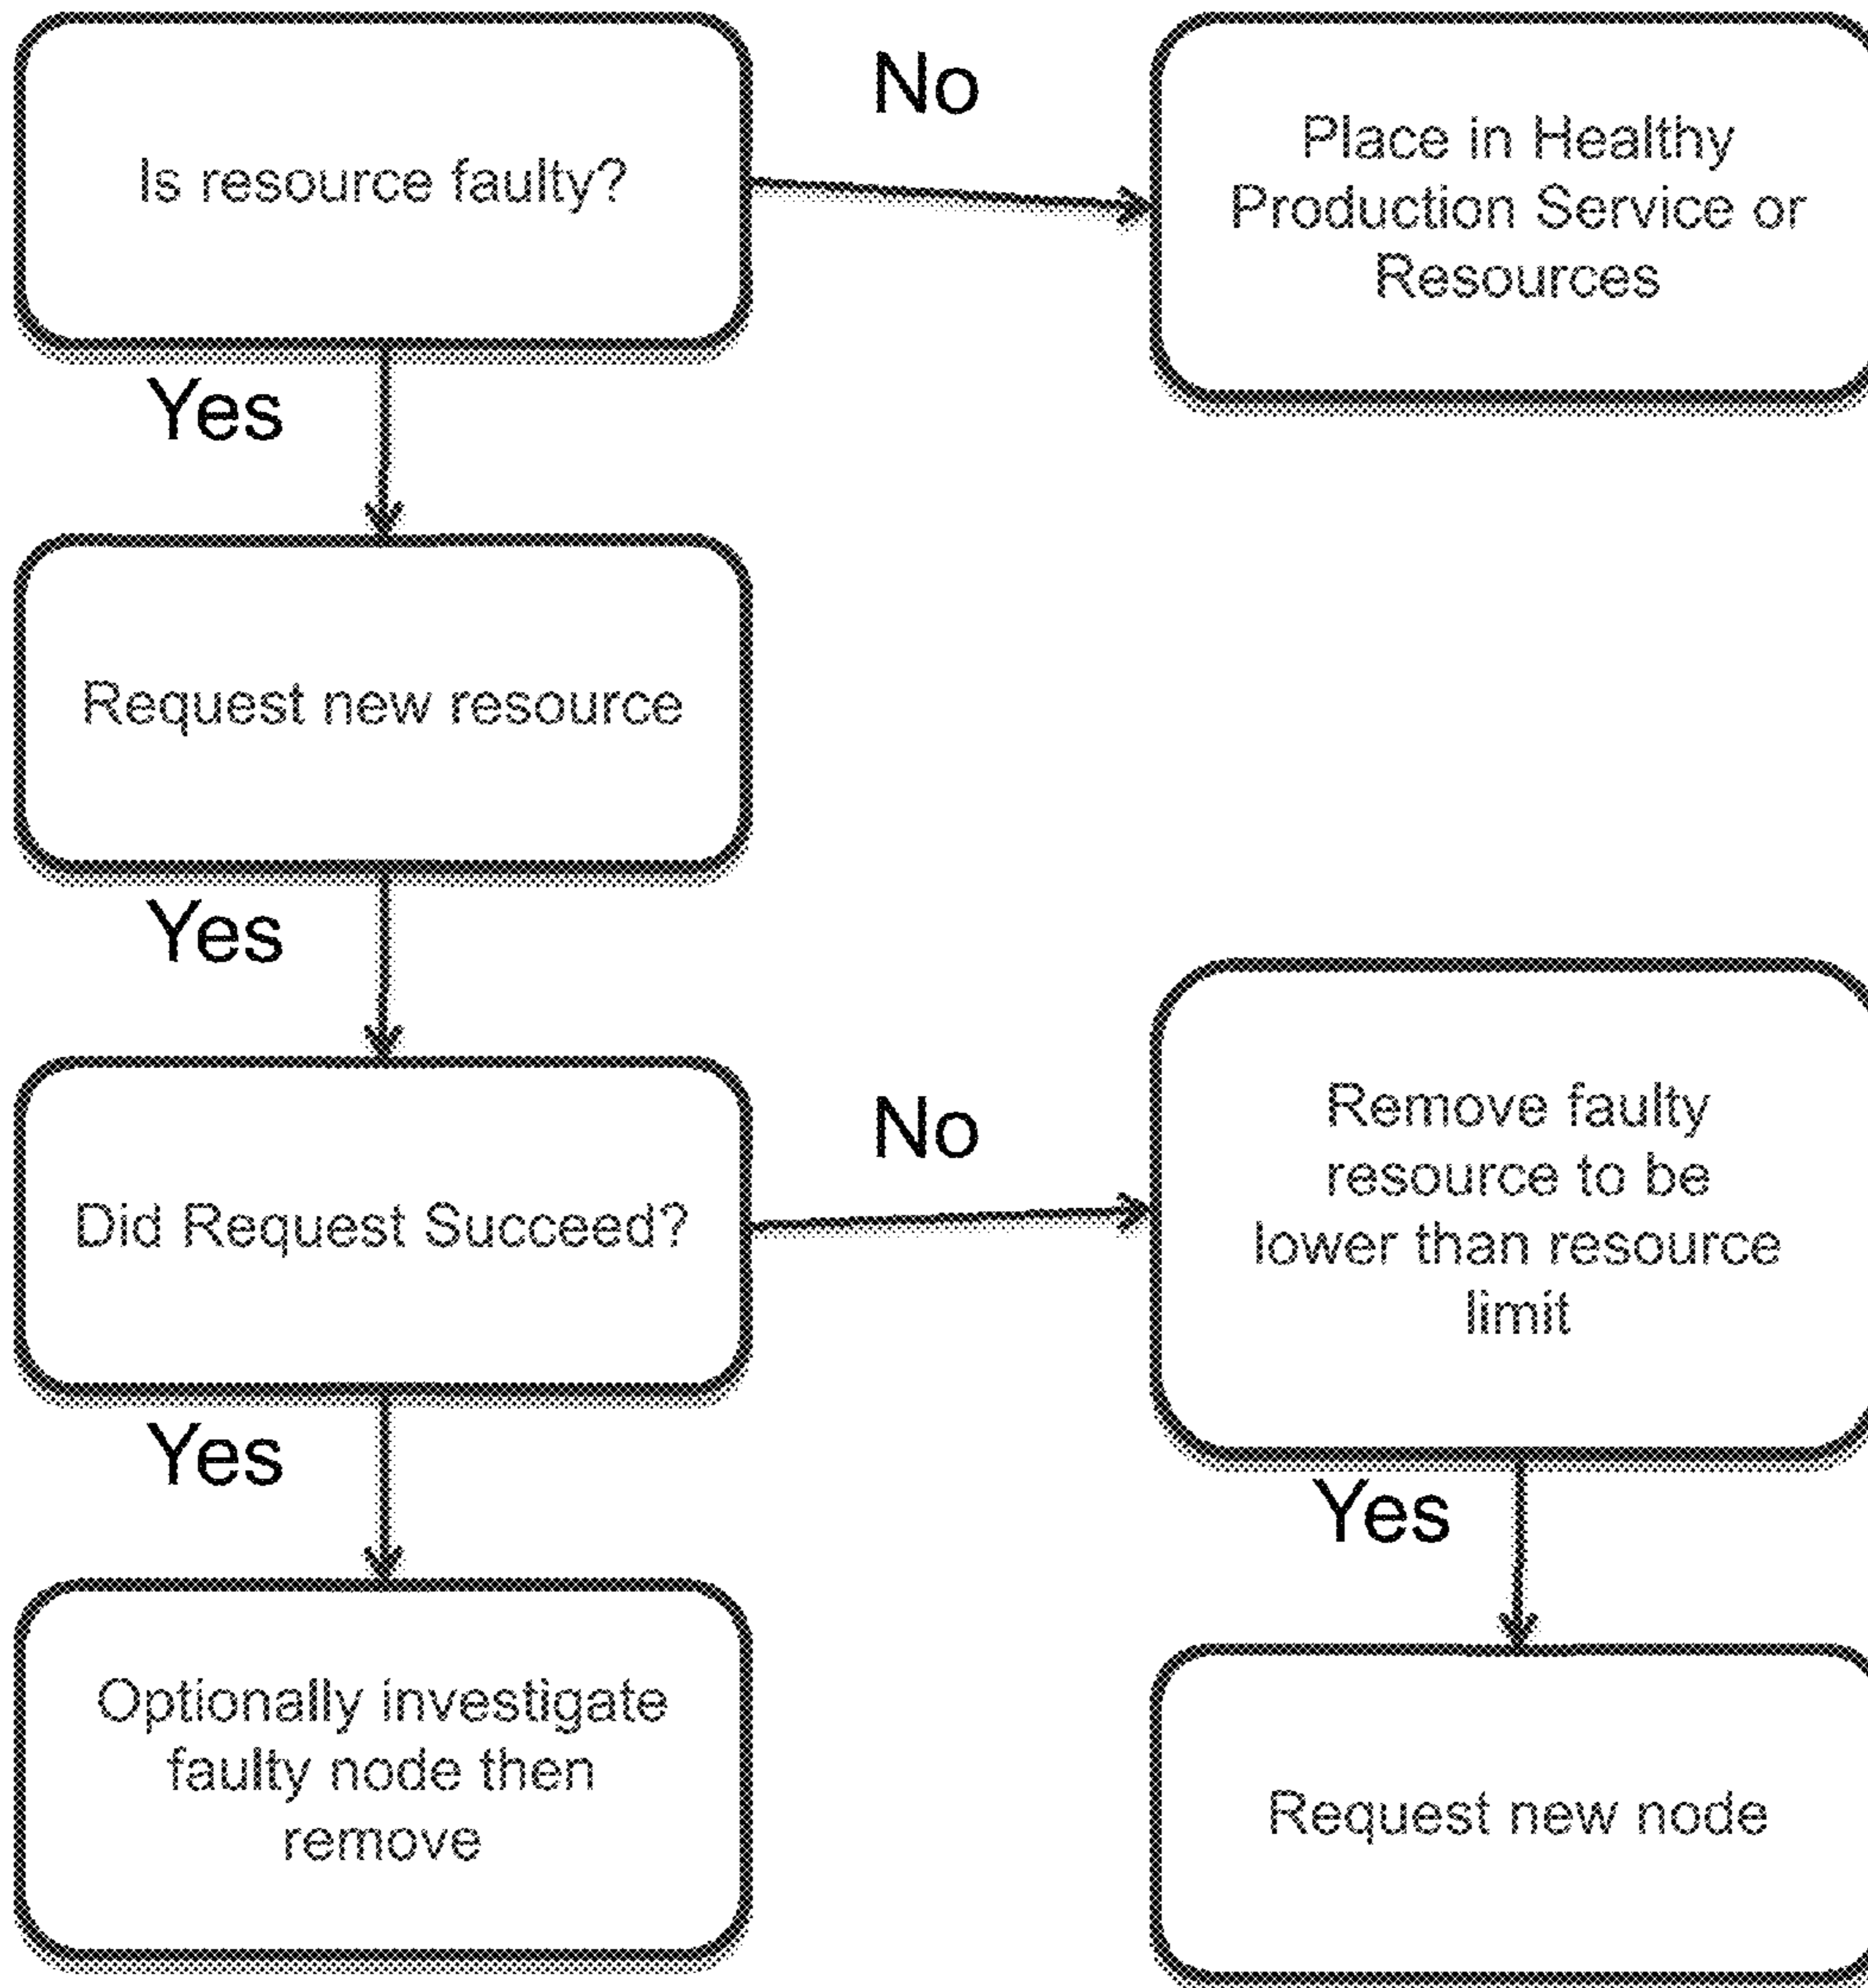 Is resource faulty?
No
Place in Healthy
Production Service or
Resources
Yes
Request new resource
Yes
Did Request Succeed?
No
Remove faulty
resource to be
lower than resource
limit
Yes
Yes
Optionally investigate
faulty node then
remove
Request new node